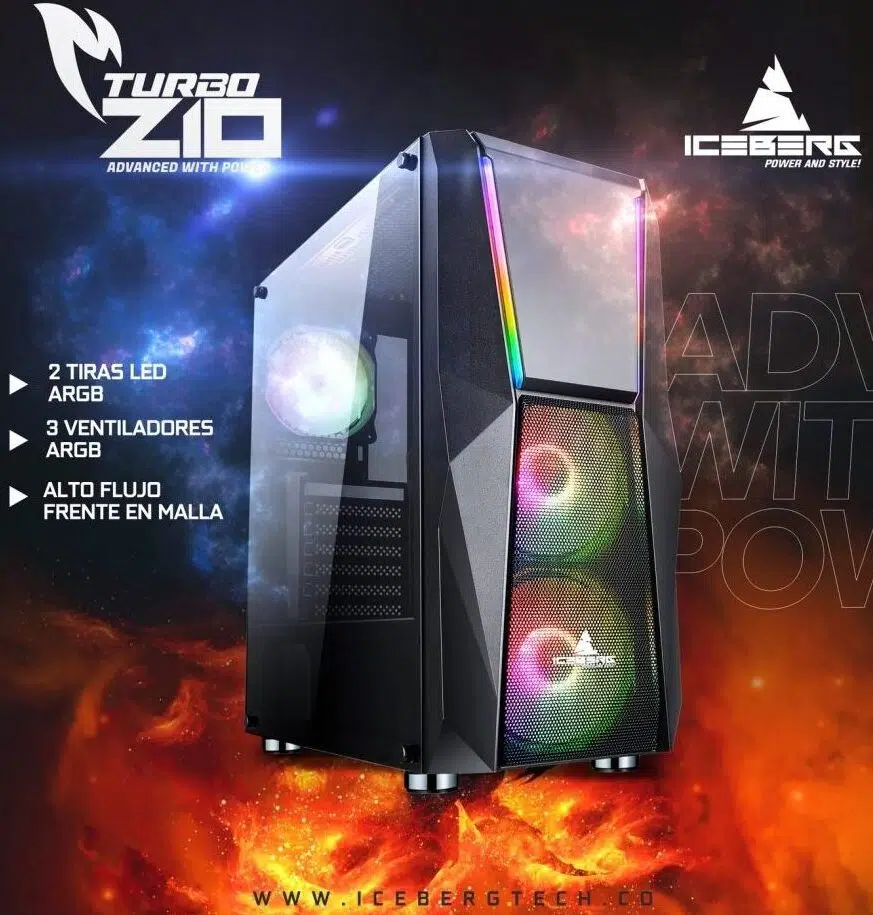 TURBO
Z10
ADVANCED WITH POWER
ICEBERG
POWER AND STYLE!
2 TIRAS LED
ARGB
3 VENTILADORES
ARGB
ALTO FLUJO
FRENTE EN MALLA
ADV
WIT
POW
ICEBERG
WWW.ICEBERGTECH.CO